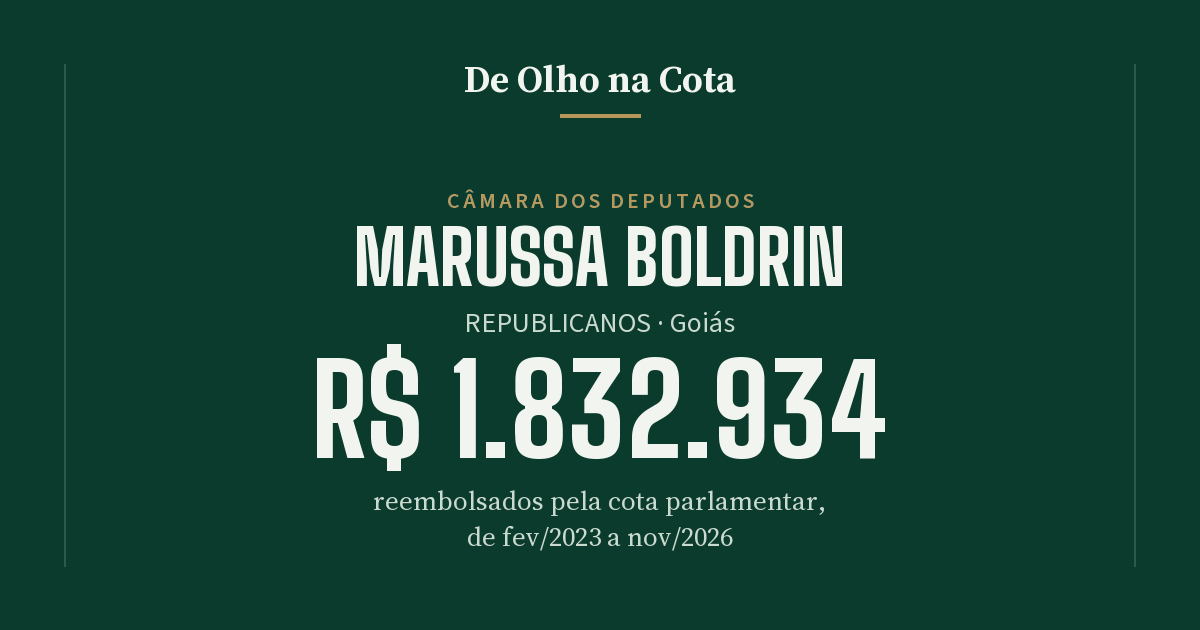 De Olho na Cota
CÂMARA DOS DEPUTADOS
MARUSSA BOLDRIN
REPUBLICANOS · Goiás
R$ 1.832.934
reembolsados pela cota parlamentar,
de fev/2023 a nov/2026